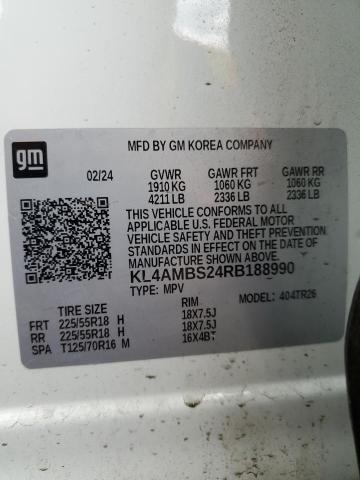 gm
MFD BY GM KOREA COMPANY
02/24 GVWR GAWR FRT GAWR RR
1910 KG 1060 KG 1060 KG
4211 LB 2336 LB 2336 LB
THIS VEHICLE CONFORMS TO ALL
APPLICABLE U.S. FEDERAL MOTOR
VEHICLE SAFETY AND THEFT PREVENTION
STANDARDS IN EFFECT ON THE DATE OF
MANUFACTURE SHOWN ABOVE.
KL4AMBS24RB188990
TYPE: MPV MODEL: 404TR26
TIRE SIZE RIM
FRT 225/55R18 H 18X7.5J
RR 225/55R18 H 18X7.5J
SPA T125/70R16 M 16X4BT